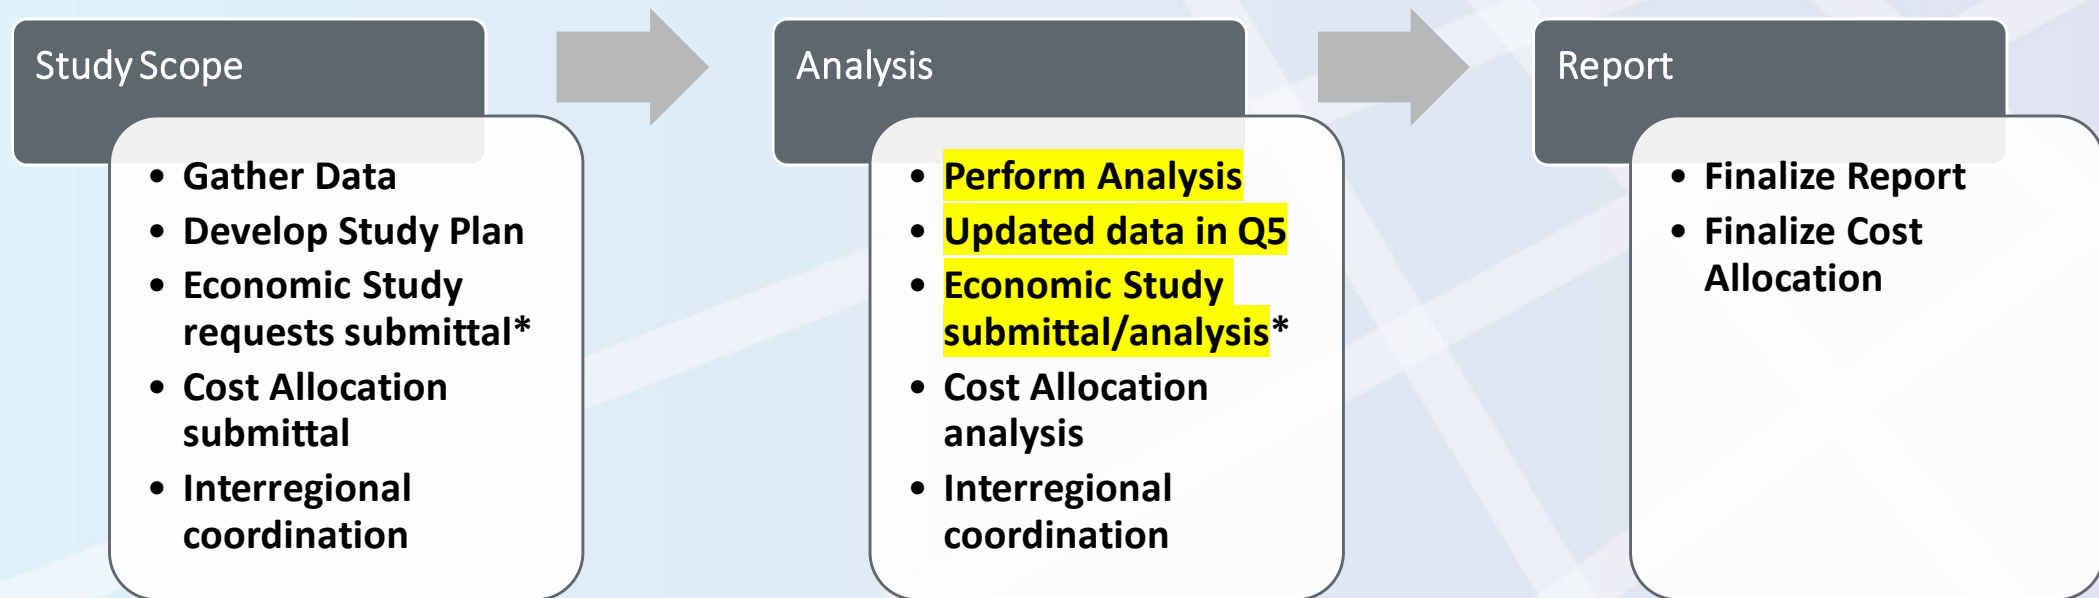 Study Scope
• Gather Data
• Develop Study Plan
• Economic Study
requests submittal*
• Cost Allocation
submittal
• Interregional
coordination
Analysis
• Perform Analysis
• Updated data in Q5
• Economic Study
submittal/analysis*
• Cost Allocation
analysis
• Interregional
coordination
Report
• Finalize Report
• Finalize Cost
Allocation